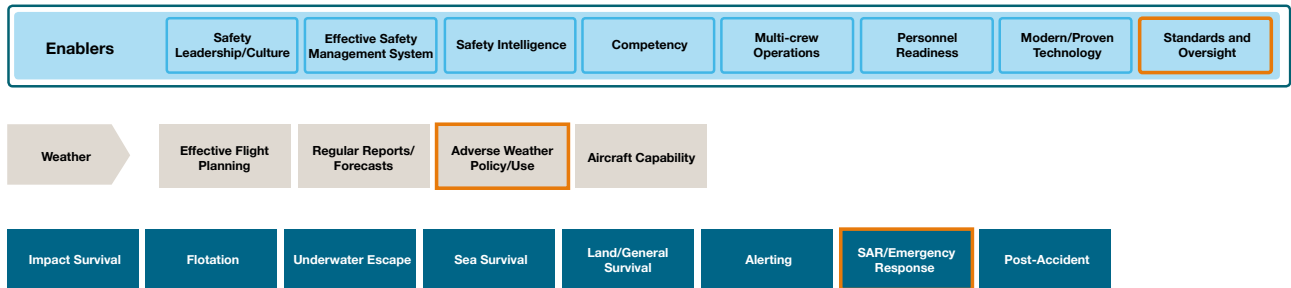 Enablers
Safety
Leadership/Culture
Effective Safety
Management System
Safety Intelligence
Competency
Multi-crew
Operations
Personnel
Readiness
Modern/Proven
Technology
Standards and
Oversight
Weather
Effective Flight
Planning
Regular Reports/
Forecasts
Adverse Weather
Policy/Use
Aircraft Capability
Impact Survival
Flotation
Underwater Escape
Sea Survival
Land/General
Survival
Alerting
SAR/Emergency
Response
Post-Accident